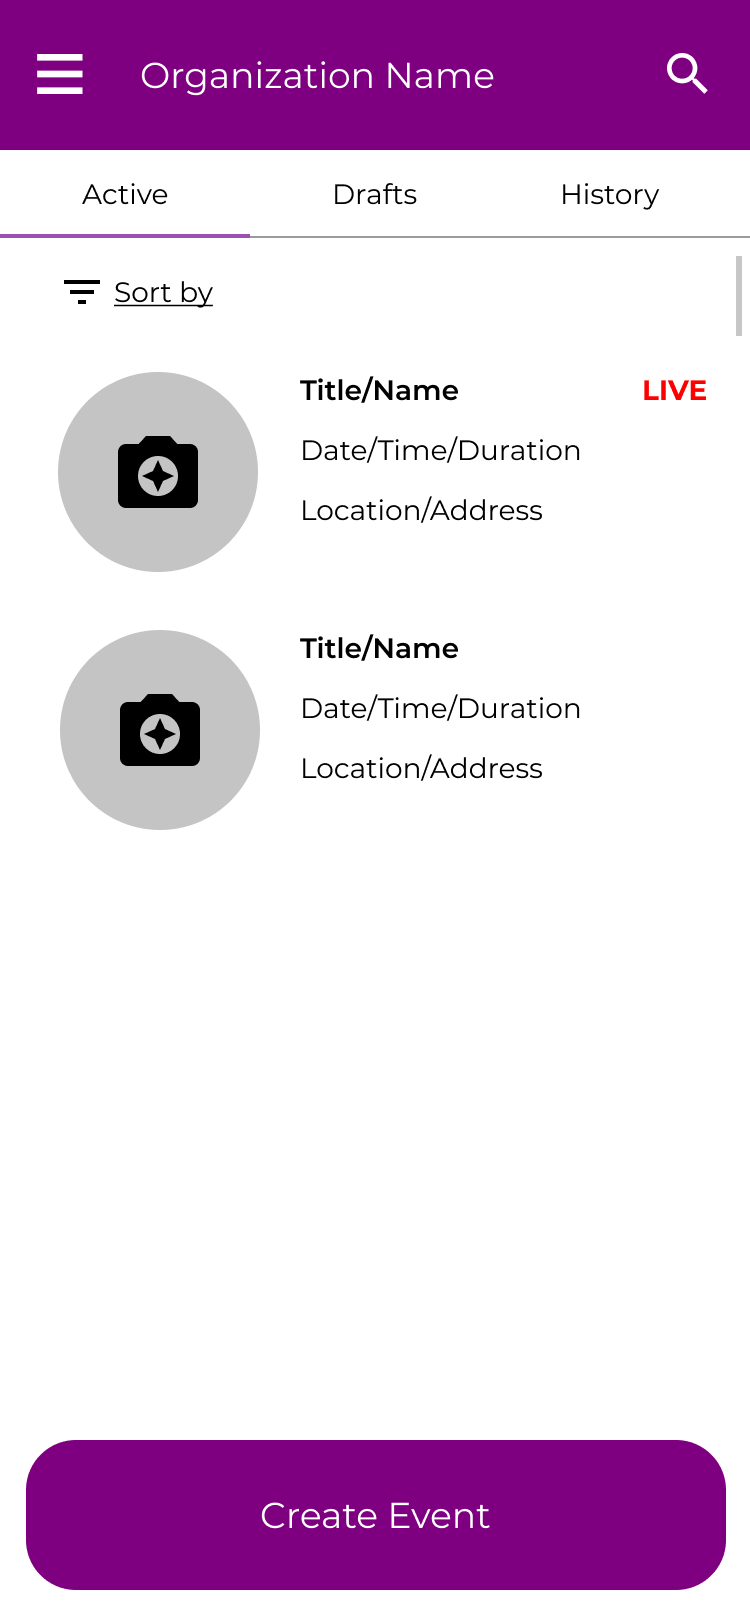 Organization Name
Active Drafts History
Sort by
Title/Name LIVE
Date/Time/Duration
Location/Address
Title/Name
Date/Time/Duration
Location/Address
Create Event